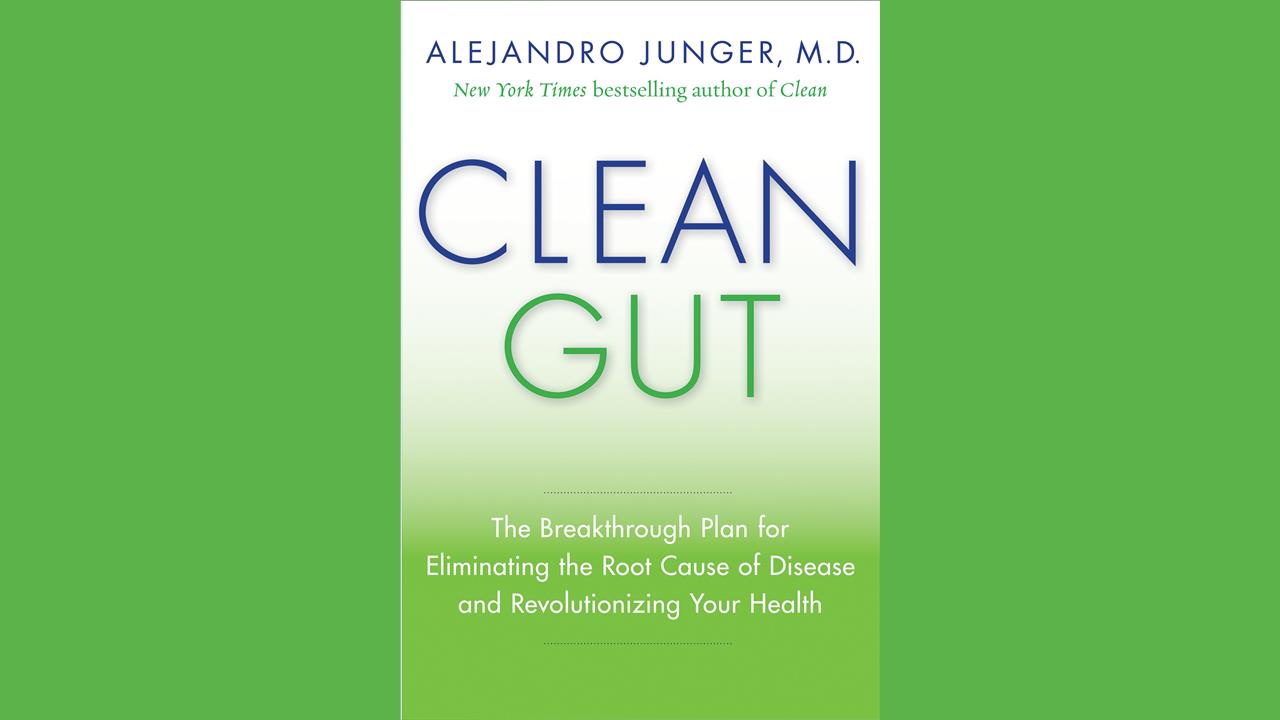 ALEJANDRO JUNGER, M.D.
New York Times bestselling author of Clean
CLEAN
GUT
The Breakthrough Plan for
Eliminating the Root Cause of Disease
and Revolutionizing Your Health